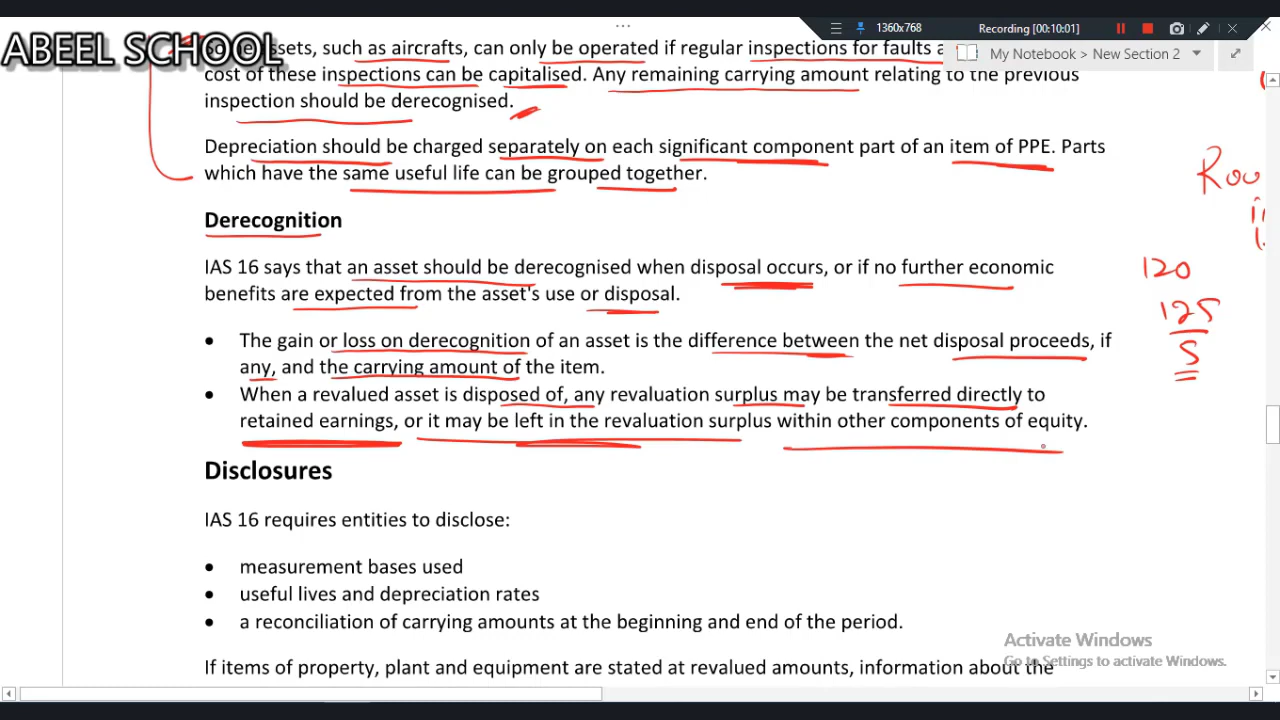 1360x768
Recording [00:10:01]
ABEEL SCHOOL
My Notebook > New Section 2
assets, such as aircrafts, can only be operated if regular inspections for faults
cost of these inspections can be capitalised. Any remaining carrying amount relating to the previous
inspection should be derecognised.
Depreciation should be charged separately on each significant component part of an item of PPE. Parts
which have the same useful life can be grouped together.
Derecognition
IAS 16 says that an asset should be derecognised when disposal occurs, or if no further economic
benefits are expected from the asset's use or disposal.
120
125
5
• The gain or loss on derecognition of an asset is the difference between the net disposal proceeds, if
any, and the carrying amount of the item.
• When a revalued asset is disposed of, any revaluation surplus may be transferred directly to
retained earnings, or it may be left in the revaluation surplus within other components of equity.
Disclosures
IAS 16 requires entities to disclose:
• measurement bases used
• useful lives and depreciation rates
• a reconciliation of carrying amounts at the beginning and end of the period.
If items of property, plant and equipment are stated at revalued amounts, information about the
Activate Windows
Go to Settings to activate Windows.